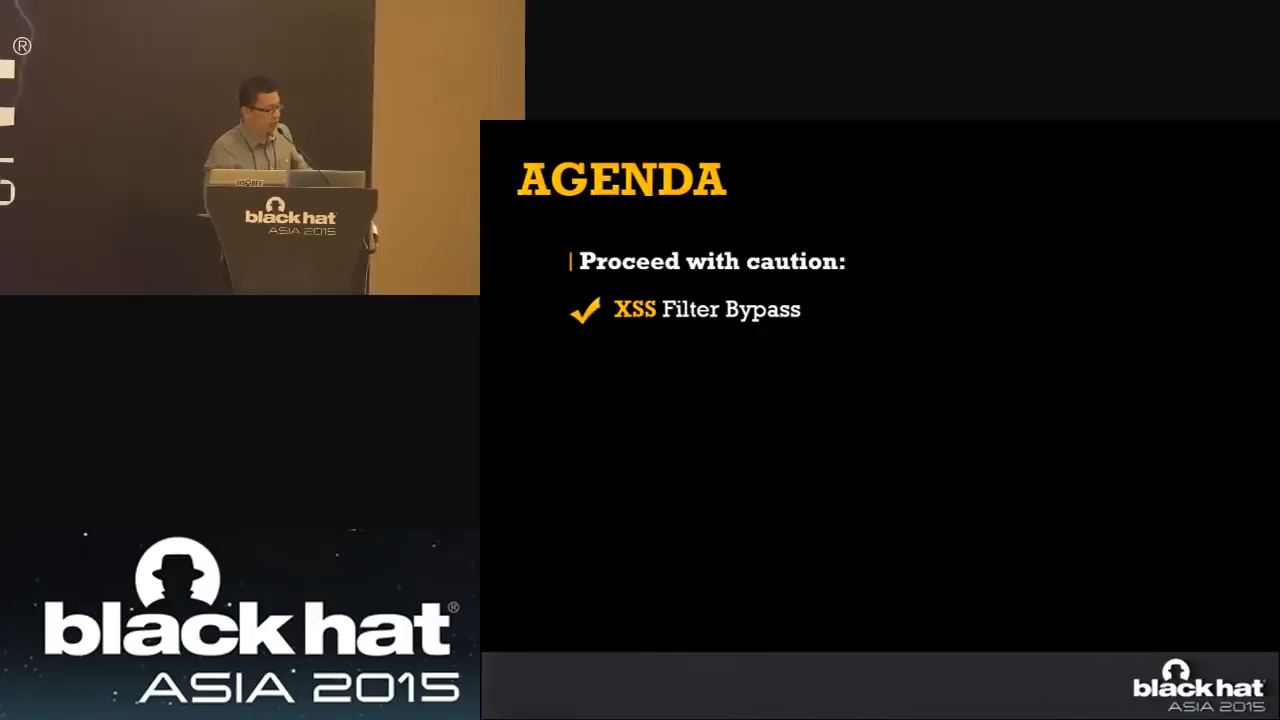 ®
5
black hat
ASIA 2015
AGENDA
| Proceed with caution:
XSS Filter Bypass
black hat®
ASIA 2015
black hat
ASIA 2015